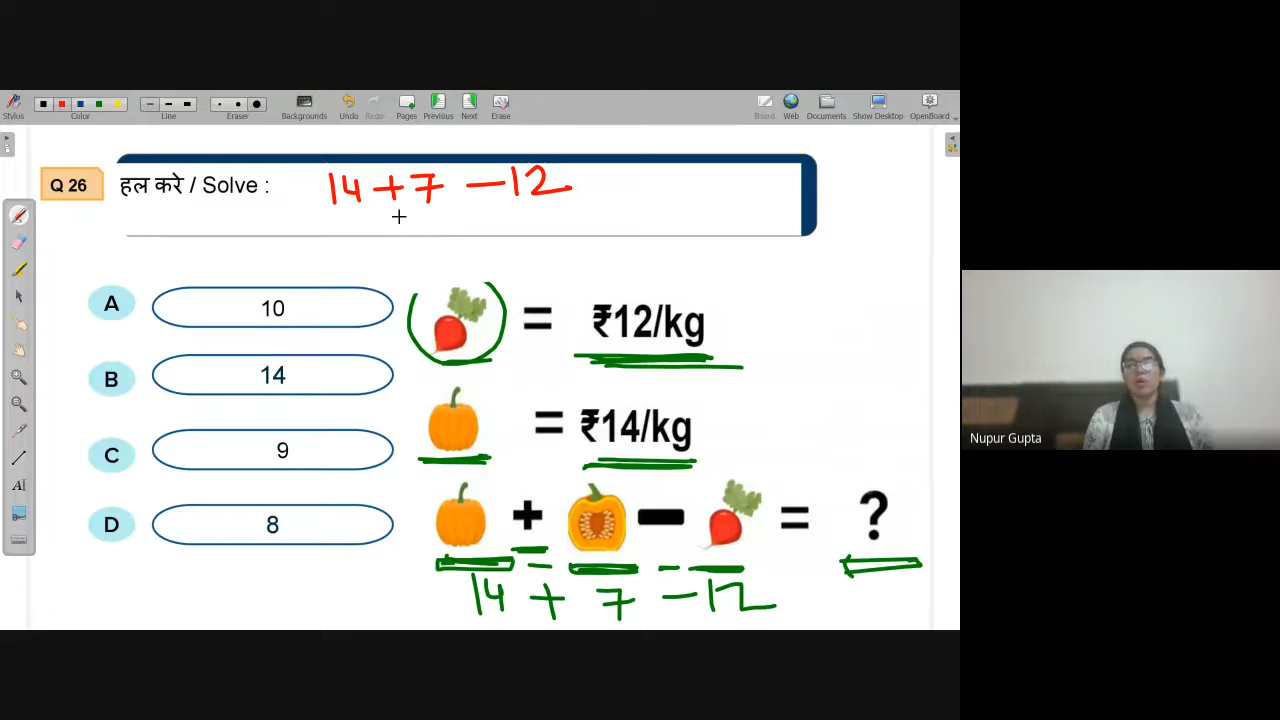 Stylus
Color
Line
Eraser
Backgrounds
Undo
Redo
Pages
Previous
Next
Erase
Board
Web
Documents
Show Desktop
OpenBoard
Q 26
हल करे / Solve :
14 + 7 - 12
A
10
= ₹12/kg
B
14
= ₹14/kg
C
9
D
8
+ - = ?
14 + 7 - 12
Nupur Gupta